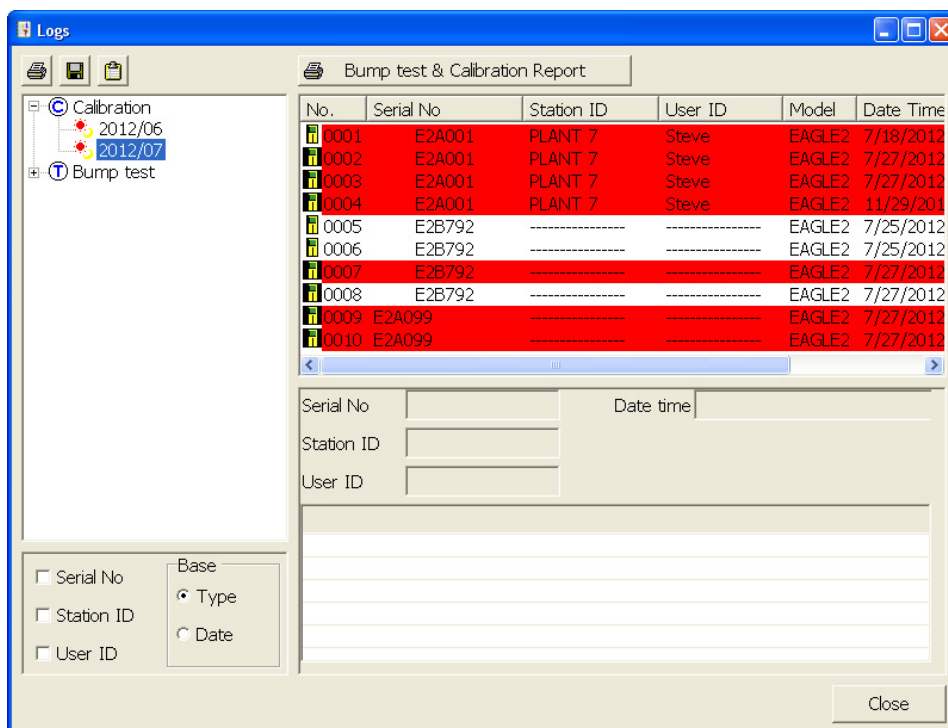 Logs
Bump test & Calibration Report
C Calibration
2012/06
2012/07
T Bump test
No. Serial No Station ID User ID Model Date Time
0001 E2A001 PLANT 7 Steve EAGLE2 7/18/2012
0002 E2A001 PLANT 7 Steve EAGLE2 7/27/2012
0003 E2A001 PLANT 7 Steve EAGLE2 7/27/2012
0004 E2A001 PLANT 7 Steve EAGLE2 11/29/201
0005 E2B792 ---------------- ---------------- EAGLE2 7/25/2012
0006 E2B792 ---------------- ---------------- EAGLE2 7/25/2012
0007 E2B792 ---------------- ---------------- EAGLE2 7/27/2012
0008 E2B792 ---------------- ---------------- EAGLE2 7/27/2012
0009 E2A099 ---------------- ---------------- EAGLE2 7/27/2012
0010 E2A099 ---------------- ---------------- EAGLE2 7/27/2012
Serial No Date time
Station ID
User ID
Base
Serial No
Type
Station ID
Date
User ID
Close